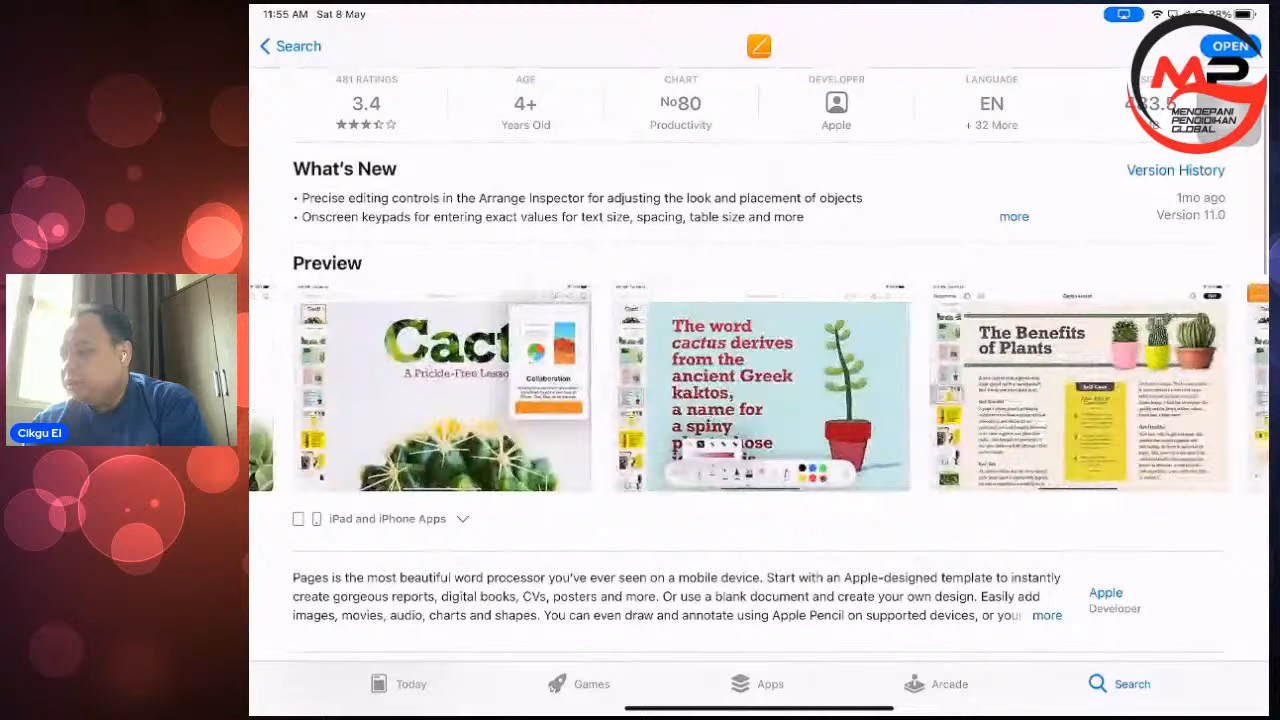 11:55 AM Sat 8 May
88%
Search
OPEN
481 RATINGS
3.4
AGE
4+
Years Old
CHART
No80
Productivity
DEVELOPER
Apple
LANGUAGE
EN
+ 32 More
MP
MENDEPANI
PENDIDIKAN
GLOBAL
What's New
Version History
• Precise editing controls in the Arrange Inspector for adjusting the look and placement of objects
1mo ago
• Onscreen keypads for entering exact values for text size, spacing, table size and more
more
Version 11.0
Preview
Cact
A Prickle-Free Lesso
Collaboration
The word
cactus derives
from the
ancient Greek
kaktos,
a name for
a spiny
The Benefits
of Plants
Cikgu EI
iPad and iPhone Apps
Pages is the most beautiful word processor you've ever seen on a mobile device. Start with an Apple-designed template to instantly
create gorgeous reports, digital books, CVs, posters and more. Or use a blank document and create your own design. Easily add
images, movies, audio, charts and shapes. You can even draw and annotate using Apple Pencil on supported devices, or you
more
Apple
Developer
Today
Games
Apps
Arcade
Search